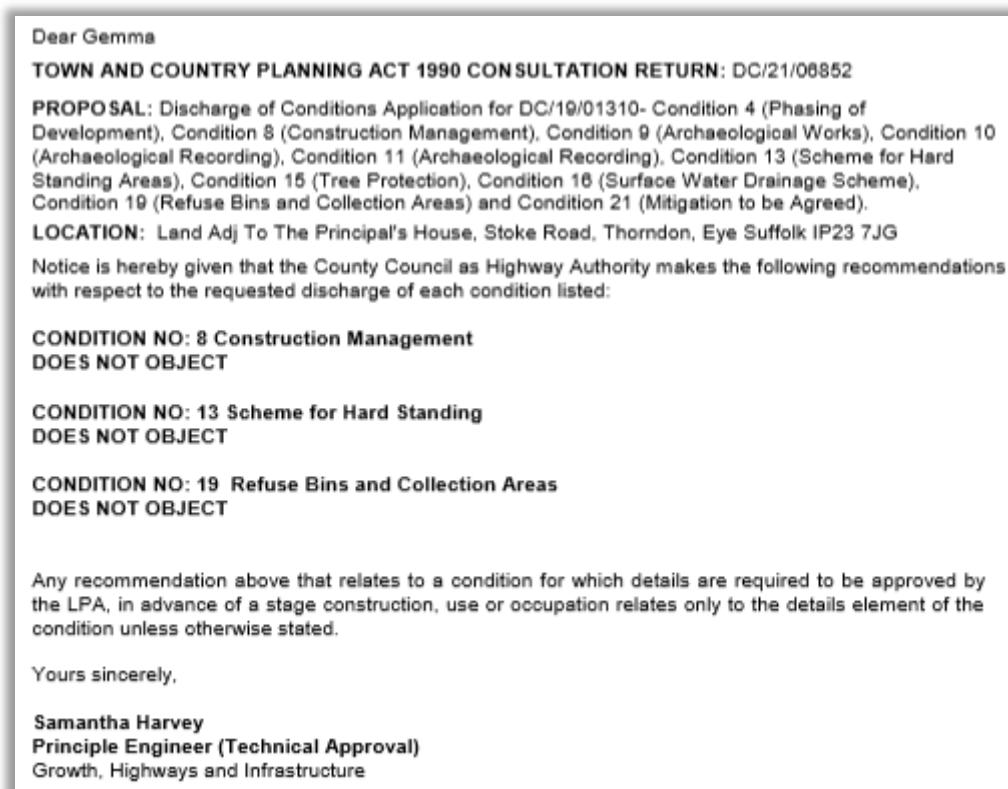 Dear Gemma
TOWN AND COUNTRY PLANNING ACT 1990 CONSULTATION RETURN: DC/21/06852
PROPOSAL: Discharge of Conditions Application for DC/19/01310- Condition 4 (Phasing of
Development), Condition 8 (Construction Management), Condition 9 (Archaeological Works), Condition 10
(Archaeological Recording), Condition 11 (Archaeological Recording), Condition 13 (Scheme for Hard
Standing Areas), Condition 15 (Tree Protection), Condition 16 (Surface Water Drainage Scheme),
Condition 19 (Refuse Bins and Collection Areas) and Condition 21 (Mitigation to be Agreed).
LOCATION: Land Adj To The Principal's House, Stoke Road, Thorndon, Eye Suffolk IP23 7JG
Notice is hereby given that the County Council as Highway Authority makes the following recommendations
with respect to the requested discharge of each condition listed:
CONDITION NO: 8 Construction Management
DOES NOT OBJECT
CONDITION NO: 13 Scheme for Hard Standing
DOES NOT OBJECT
CONDITION NO: 19 Refuse Bins and Collection Areas
DOES NOT OBJECT
Any recommendation above that relates to a condition for which details are required to be approved by
the LPA, in advance of a stage construction, use or occupation relates only to the details element of the
condition unless otherwise stated.
Yours sincerely,
Samantha Harvey
Principle Engineer (Technical Approval)
Growth, Highways and Infrastructure